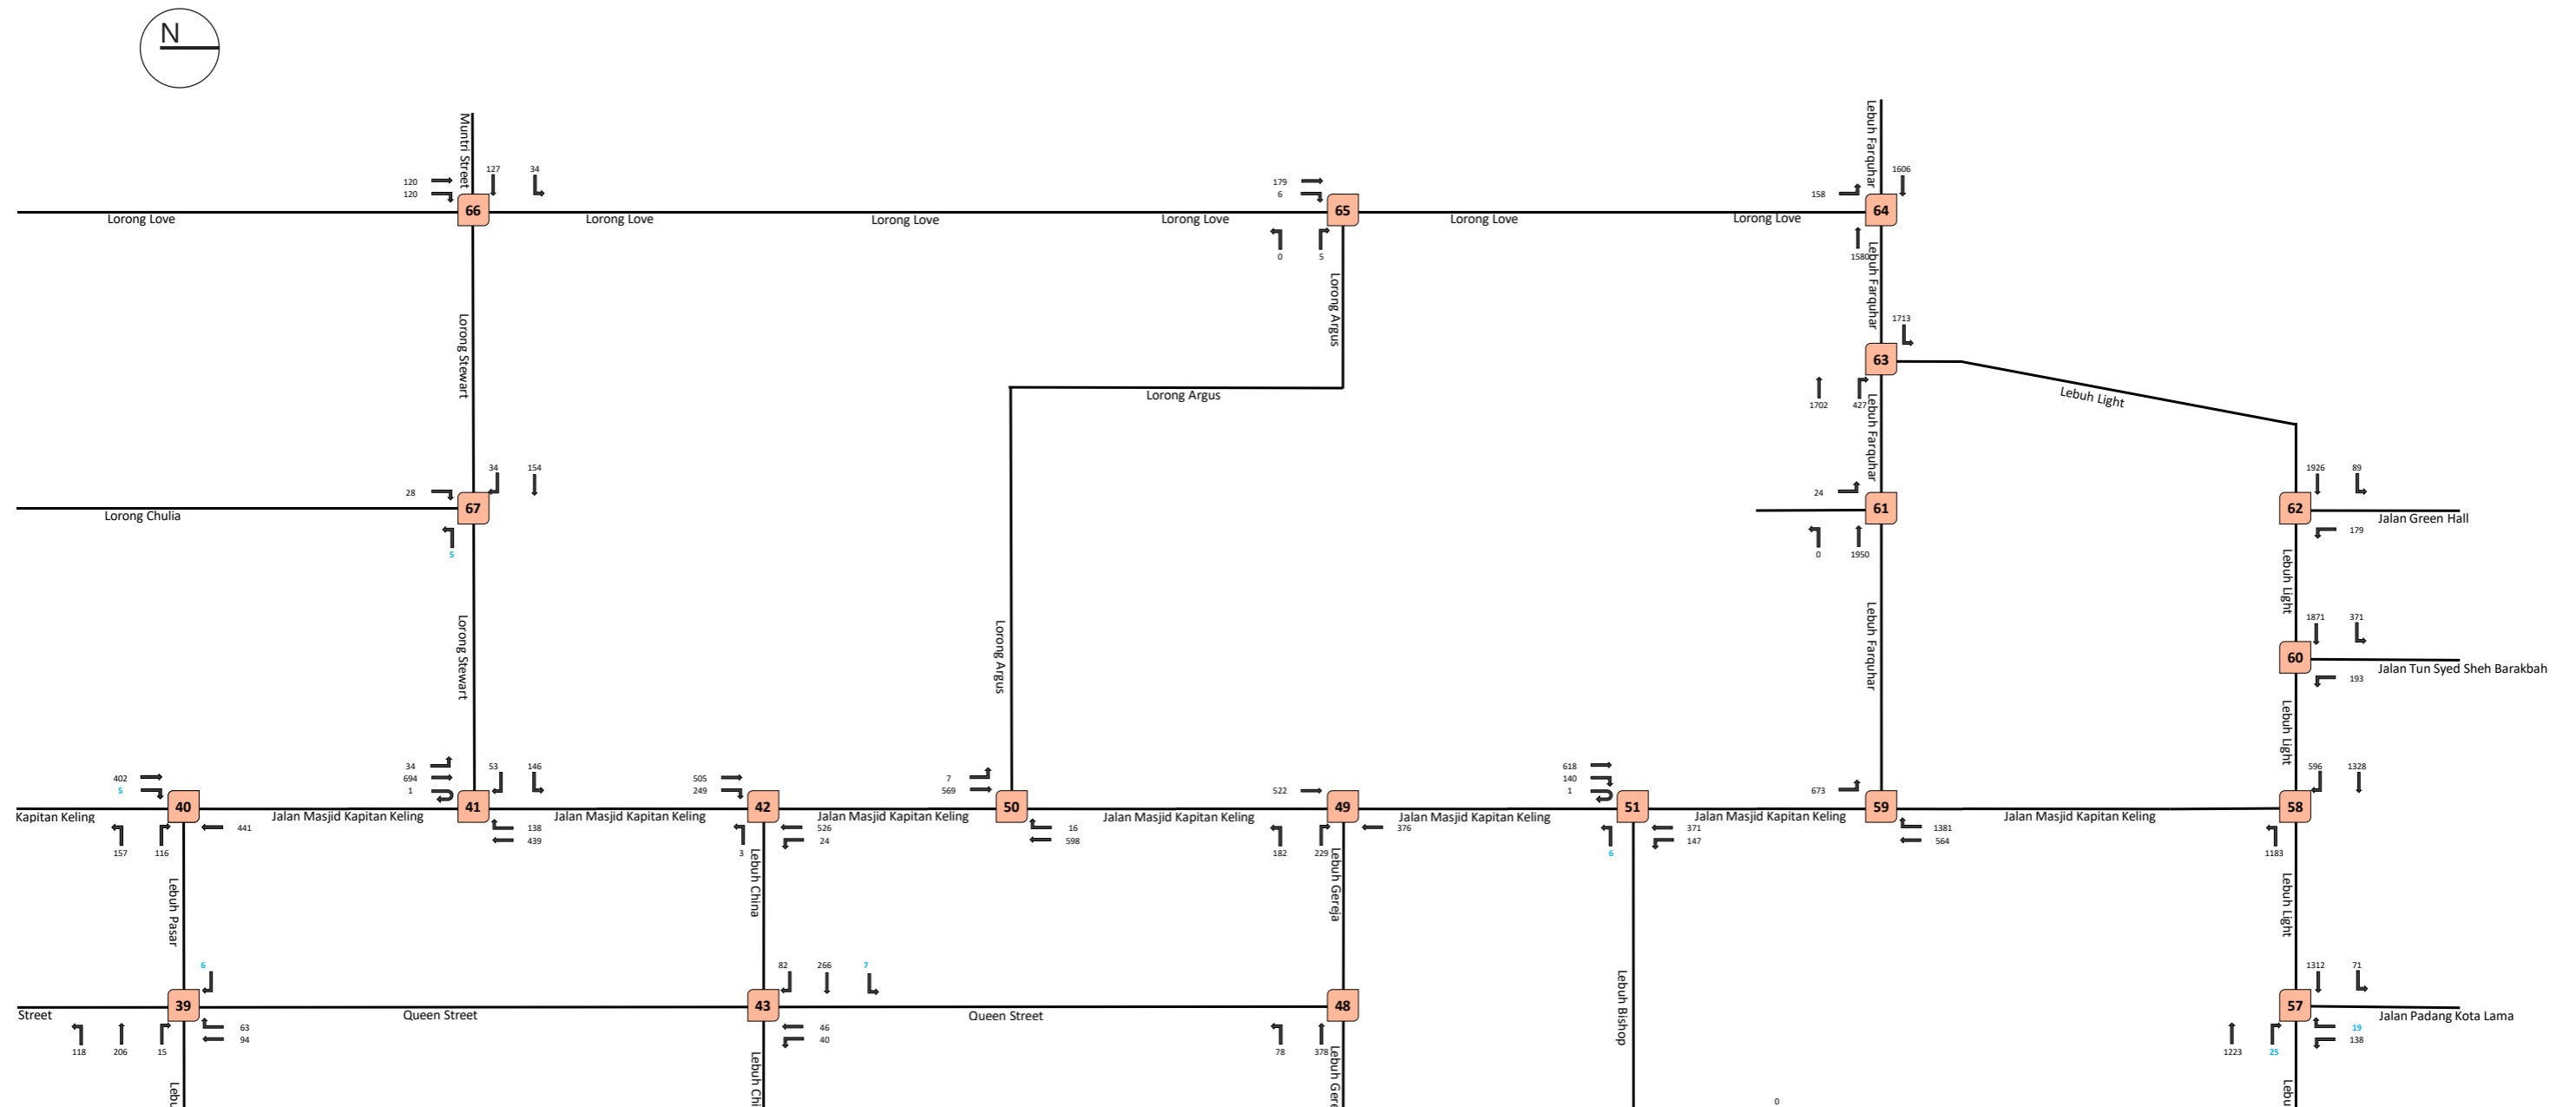 N
Muntri Street
Lebuh Farquhar
127 34
1606
120
120
179
6
158
66
65
64
Lorong Love
Lorong Love
Lorong Love
Lorong Love
Lorong Love
Lorong Love
0 5
1580
Lebuh Farquhar
Lorong Argus
Lorong Stewart
1713
63
1702 427
Lorong Argus
Lebuh Light
Lebuh Farquhar
34 154
1926 89
28
24
67
61
62
Lorong Chulia
Jalan Green Hall
179
5
0 1950
Lebuh Light
Lorong Stewart
Lorong Argus
Lebuh Farquhar
1871 371
60
Jalan Tun Syed Sheh Barakbah
193
Lebuh Light
402
5
34
694
1
53 146
505
249
7
569
522
618
140
1
673
596 1328
40
41
42
50
49
51
59
58
Kapitan Keling
Jalan Masjid Kapitan Keling
Jalan Masjid Kapitan Keling
Jalan Masjid Kapitan Keling
Jalan Masjid Kapitan Keling
Jalan Masjid Kapitan Keling
Jalan Masjid Kapitan Keling
Jalan Masjid Kapitan Keling
441
138
439
526
24
16
598
376
371
147
1381
564
157 116
3
182 229
6
1183
Lebuh Pasar
Lebuh China
Lebuh Gereja
Lebuh Light
Lebuh Bishop
6
82 266 7
1312 71
39
43
48
57
Street
Queen Street
Queen Street
Jalan Padang Kota Lama
63
94
46
40
19
138
118 206 15
78 378
1223 25
Lebu
Lebuh Chi
Lebuh Gere
Lebu
0